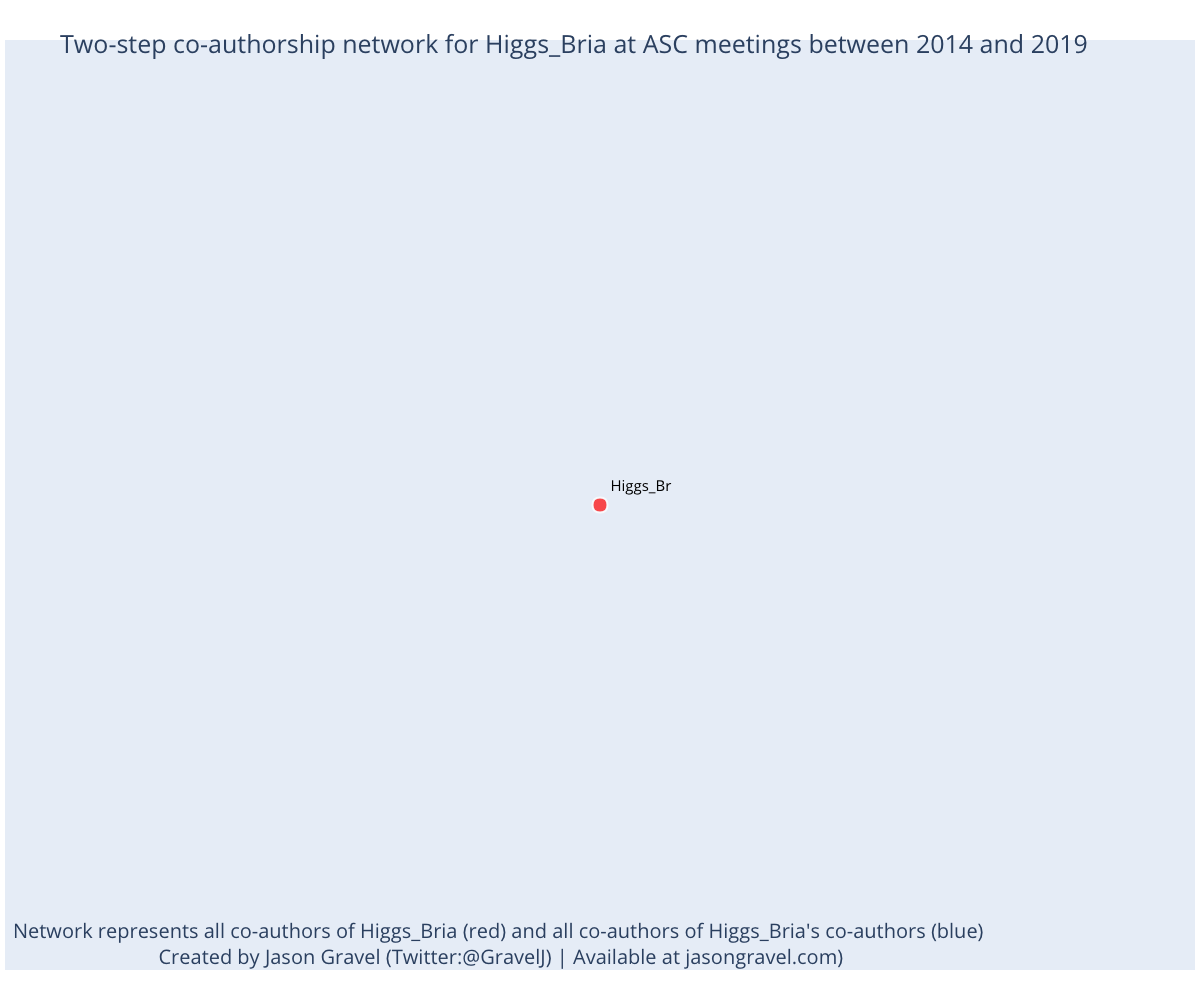 Two-step co-authorship network for Higgs_Bria at ASC meetings between 2014 and 2019
Higgs_Br
Network represents all co-authors of Higgs_Bria (red) and all co-authors of Higgs_Bria's co-authors (blue)
Created by Jason Gravel (Twitter:@GravelJ) | Available at jasongravel.com)